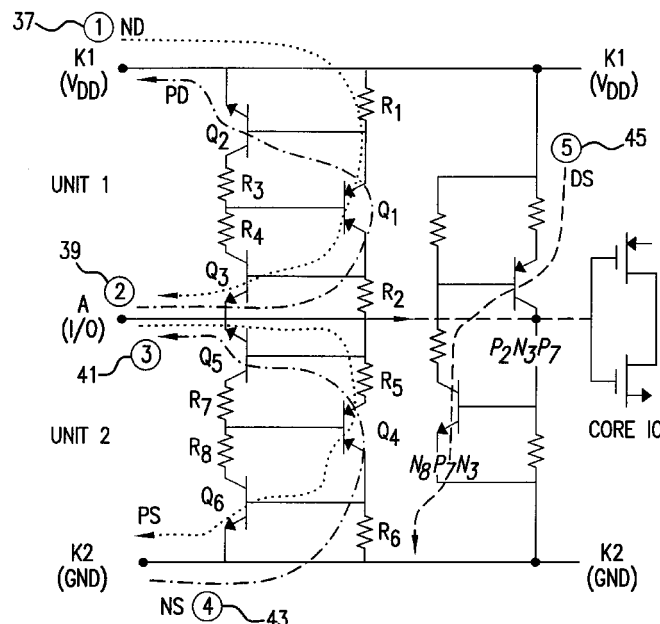 37 1 ND
K1 K1
(VDD) (VDD)
PD R1
5 45
Q2 DS
UNIT 1 R3
Q1
R4
39
2 Q3
A R2
(I/O)
3 P2N3P7
41 Q5
R7 R5
Q4
UNIT 2 CORE IC
R8 N8P7N3
Q6
PS
R6
K2 K2
(GND) (GND)
NS 4 43